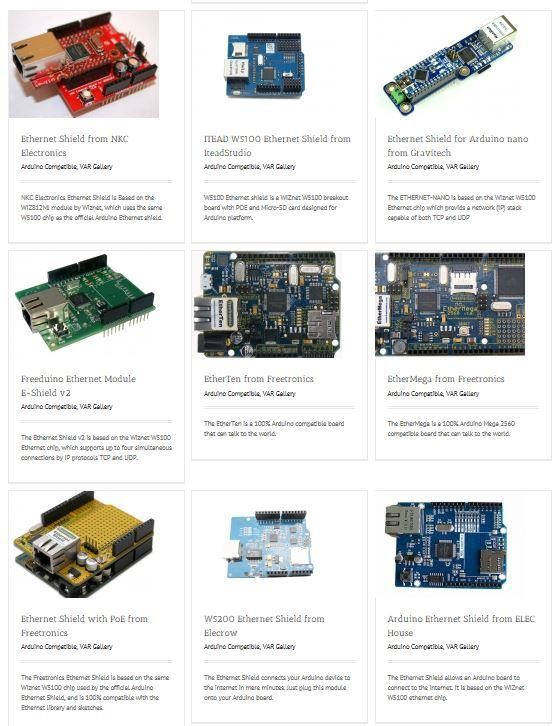 Ethernet Shield from NKC
Electronics
Arduino Compatible, VAR Gallery
NKC Electronics Ethernet Shield is Based on the
WIZ812MJ module by Wiznet, which uses the same
W5100 chip as the official Arduino Ethernet shield.
ITEAD W5100 Ethernet Shield from
IteadStudio
Arduino Compatible, VAR Gallery
W5100 Ethernet shield is a WIZnet W5100 breakout
board with POE and Micro-SD card designed for
Arduino platform.
Ethernet Shield for Arduino nano
from Gravitech
Arduino Compatible, VAR Gallery
The ETHERNET-NANO is based on the Wiznet W5100
Ethernet chip which provides a network (IP) stack
capable of both TCP and UDP
Freeduino Ethernet Module
E-Shield v2
Arduino Compatible, VAR Gallery
The Ethernet Shield v2 is based on the Wiznet W5100
Ethernet chip, which supports up to four simultaneous
connections by IP protocols TCP and UDP.
EtherTen
EtherTen from Freetronics
Arduino Compatible, VAR Gallery
The EtherTen is a 100% Arduino compatible board
that can talk to the world.
EtherMega
EtherMega
2560
EtherMega from Freetronics
Arduino Compatible, VAR Gallery
The EtherMega is a 100% Arduino Mega 2560
compatible board that can talk to the world.
Ethernet Shield with PoE from
Freetronics
Arduino Compatible, VAR Gallery
The Freetronics Ethernet Shield is based on the same
Wiznet W5100 chip used by the official Arduino
Ethernet Shield, and is 100% compatible with the
Ethernet library and sketches.
W5200 Ethernet Shield from
Elecrow
Arduino Compatible, VAR Gallery
The Ethernet Shield connects your Arduino device to
the internet in mere minutes. Just plug this module
onto your Arduino board.
Arduino Ethernet Shield from ELEC
House
Arduino Compatible, VAR Gallery
The Ethernet Shield allows an Arduino board to
connect to the internet. It is based on the WIZnet
W5100 ethernet chip.